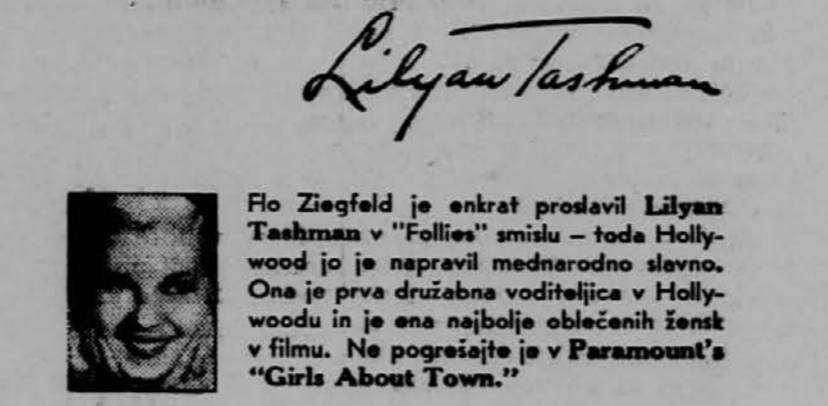 Lilyan Tashman
Flo Ziegfeld je enkrat proslavil Lilyan
Tashman v "Follies" smislu – toda Holly-
wood jo je napravil mednarodno slavno.
Ona je prva družabna voditeljica v Holly-
woodu in je ena najbolje oblečenih žensk
v filmu. Ne pogrešajte je v Paramount's
"Girls About Town."